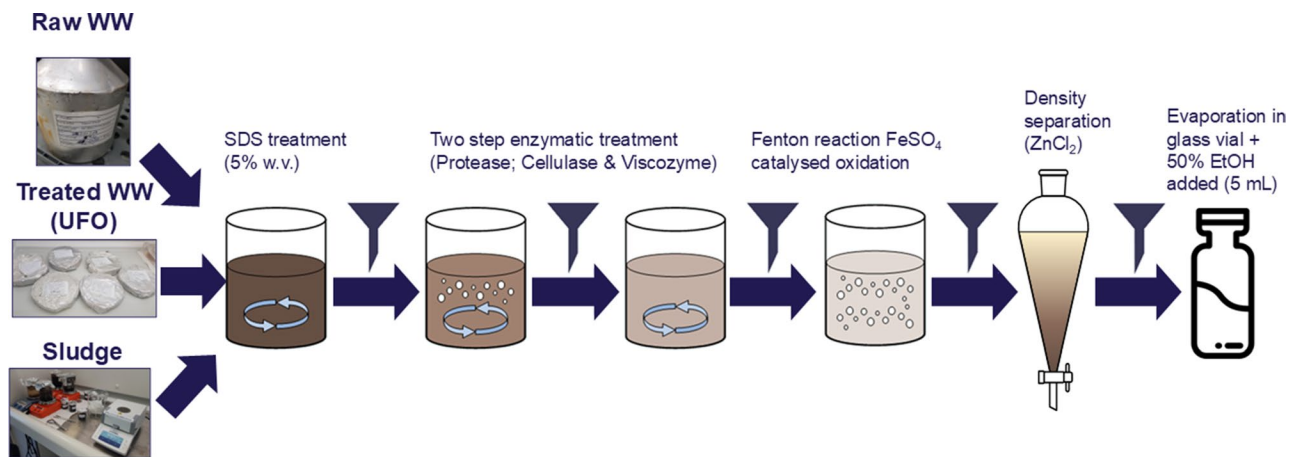 Raw WW
Treated WW
(UFO)
Sludge
SDS treatment
(5% w.v.)
Two step enzymatic treatment
(Protease; Cellulase & Viscozyme)
Fenton reaction FeSO₄
catalysed oxidation
Density
separation
(ZnCl₂)
Evaporation in
glass vial +
50% EtOH
added (5 mL)